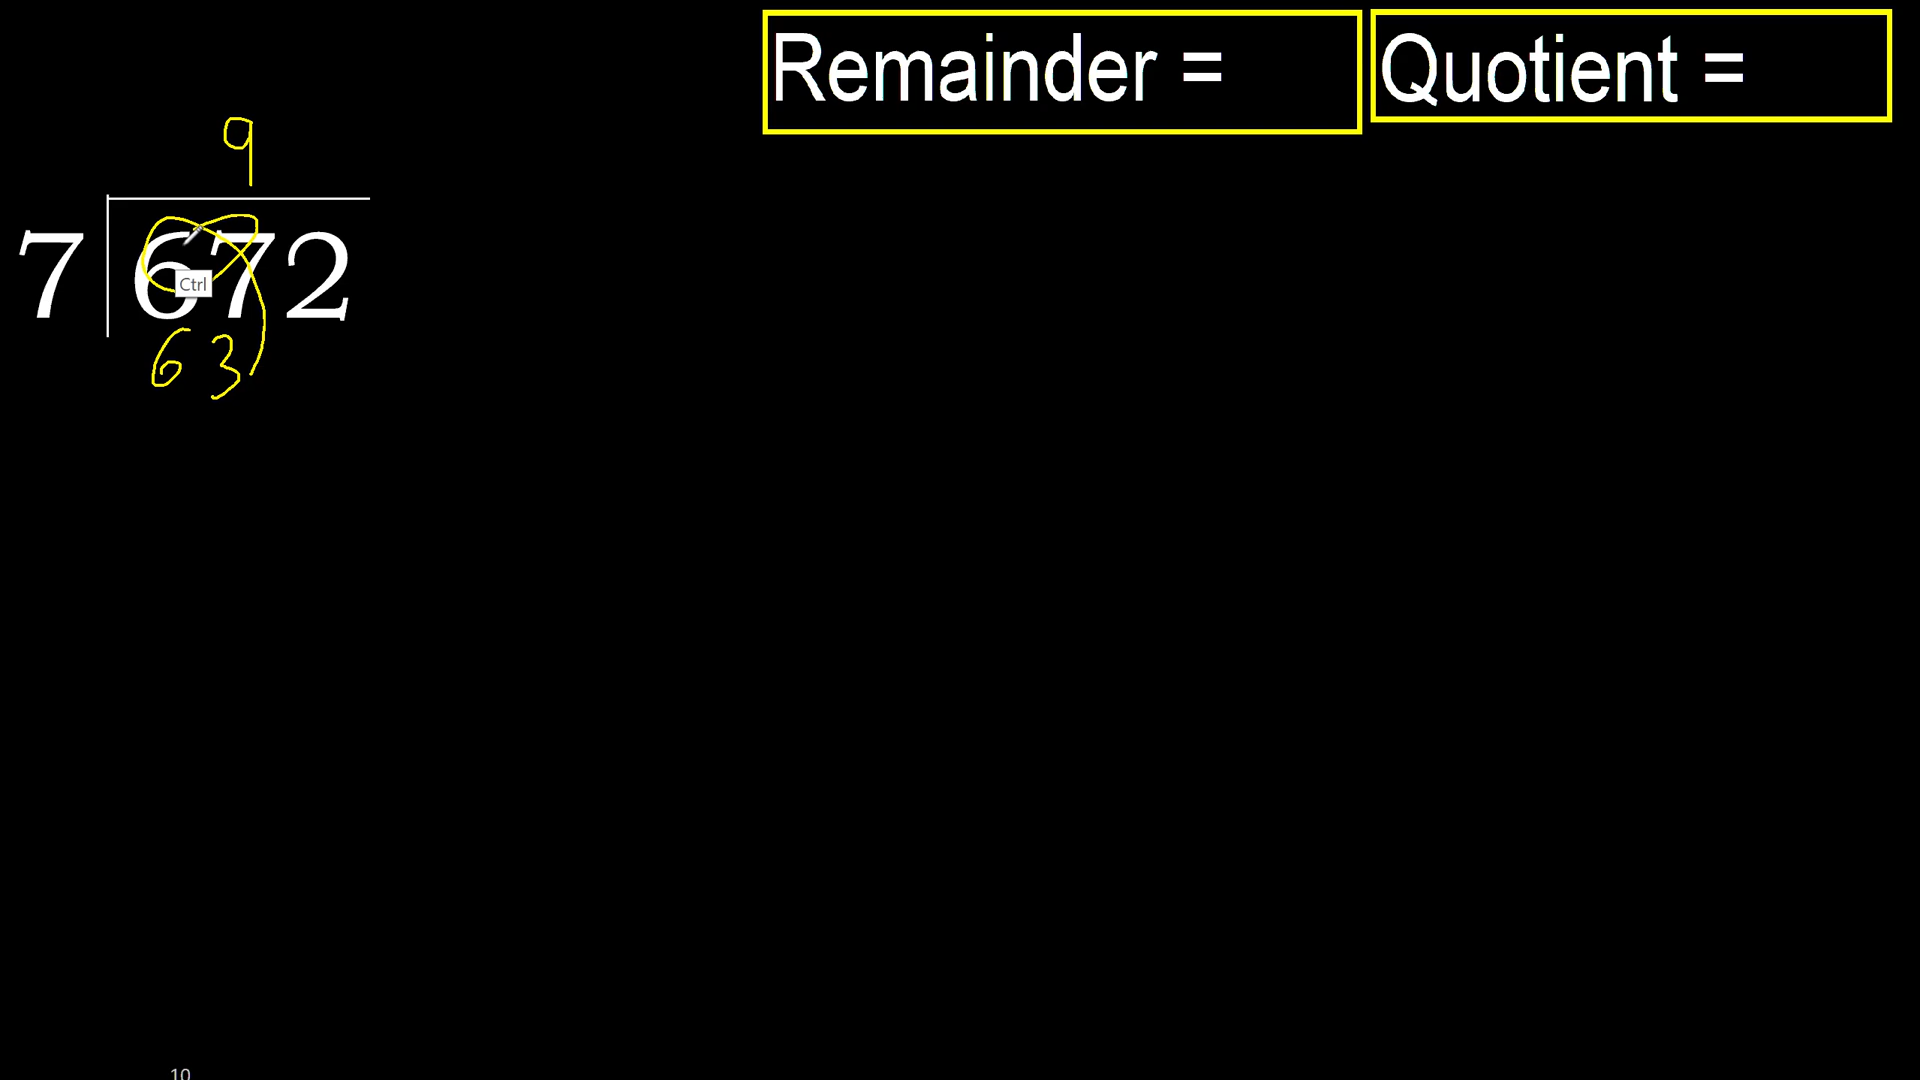 Remainder =
Quotient =
9
7 672
Ctrl
63
10